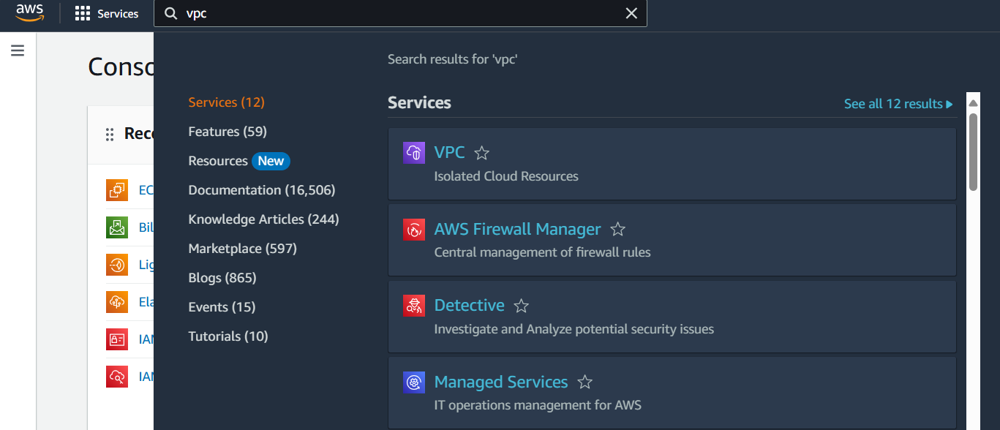 aws
Services
vpc
Conso
Reco
EC
Bil
Lig
Ela
IAM
IAM
Search results for 'vpc'
Services (12)
Features (59)
Resources New
Documentation (16,506)
Knowledge Articles (244)
Marketplace (597)
Blogs (865)
Events (15)
Tutorials (10)
Services
See all 12 results
VPC
Isolated Cloud Resources
AWS Firewall Manager
Central management of firewall rules
Detective
Investigate and Analyze potential security issues
Managed Services
IT operations management for AWS